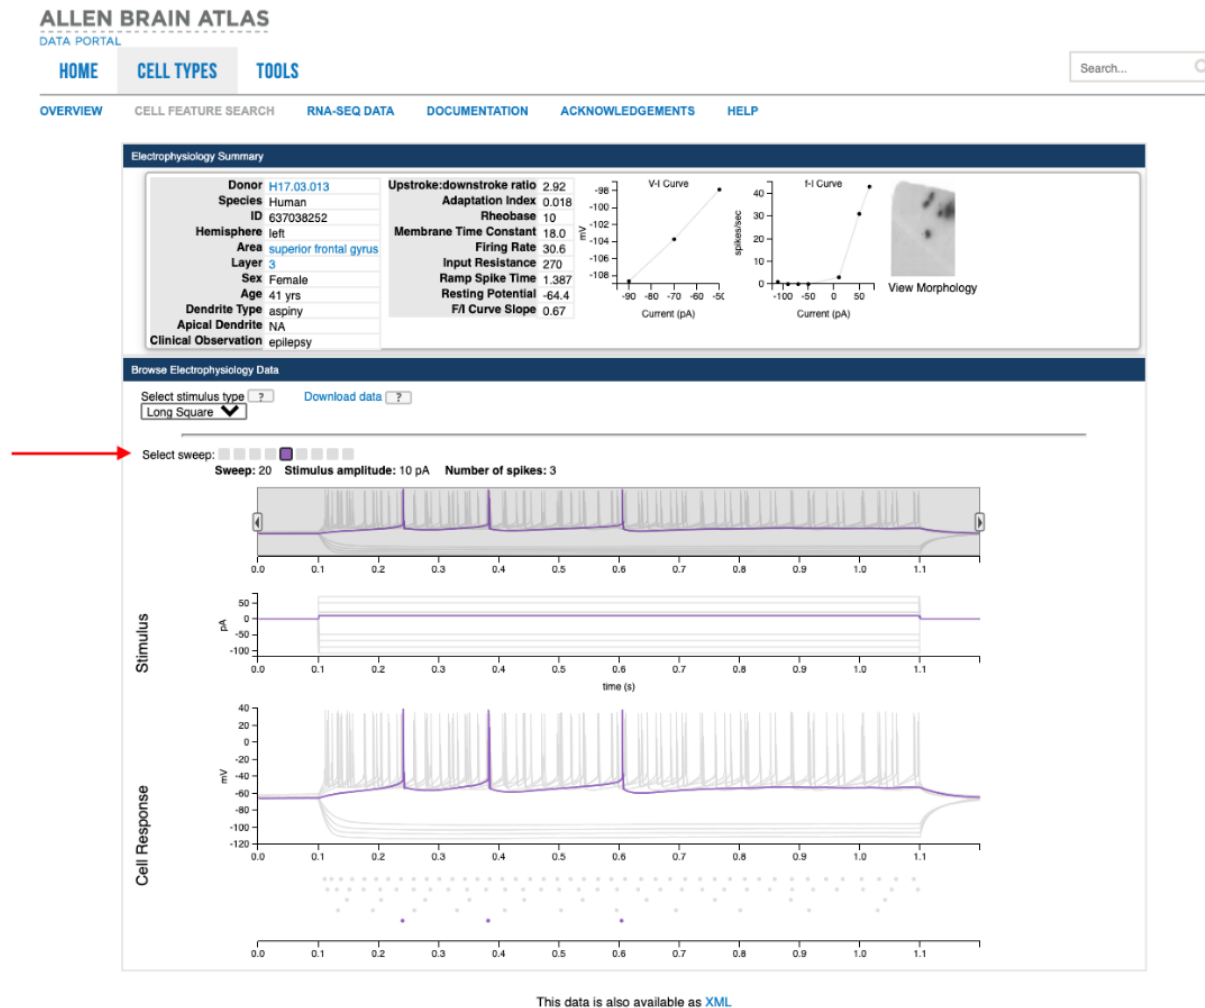 ALLEN BRAIN ATLAS
DATA PORTAL
HOME CELL TYPES TOOLS
Search...
OVERVIEW CELL FEATURE SEARCH RNA-SEQ DATA DOCUMENTATION ACKNOWLEDGEMENTS HELP
Electrophysiology Summary
Donor H17.03.013
Species Human
ID 637038252
Hemisphere left
Area superior frontal gyrus
Layer 3
Sex Female
Age 41 yrs
Dendrite Type aspiny
Apical Dendrite NA
Clinical Observation epilepsy
Upstroke:downstroke ratio 2.92
Adaptation Index 0.018
Rheobase 10
Membrane Time Constant 18.0
Firing Rate 30.6
Input Resistance 270
Ramp Spike Time 1.387
Resting Potential -64.4
F/I Curve Slope 0.67
V-I Curve
mV
-98
-100
-102
-104
-106
-108
-90 -80 -70 -60 -50
Current (pA)
f-I Curve
spikes/sec
40
30
20
10
0
-100 -50 0 50
Current (pA)
View Morphology
Browse Electrophysiology Data
Select stimulus type ? Download data ?
Long Square
Select sweep:
Sweep: 20 Stimulus amplitude: 10 pA Number of spikes: 3
0.0 0.1 0.2 0.3 0.4 0.5 0.6 0.7 0.8 0.9 1.0 1.1
Stimulus
pA
50
0
-50
-100
0.0 0.1 0.2 0.3 0.4 0.5 0.6 0.7 0.8 0.9 1.0 1.1
time (s)
Cell Response
mV
40
20
0
-20
-40
-60
-80
-100
-120
0.0 0.1 0.2 0.3 0.4 0.5 0.6 0.7 0.8 0.9 1.0 1.1
0.0 0.1 0.2 0.3 0.4 0.5 0.6 0.7 0.8 0.9 1.0 1.1
This data is also available as XML